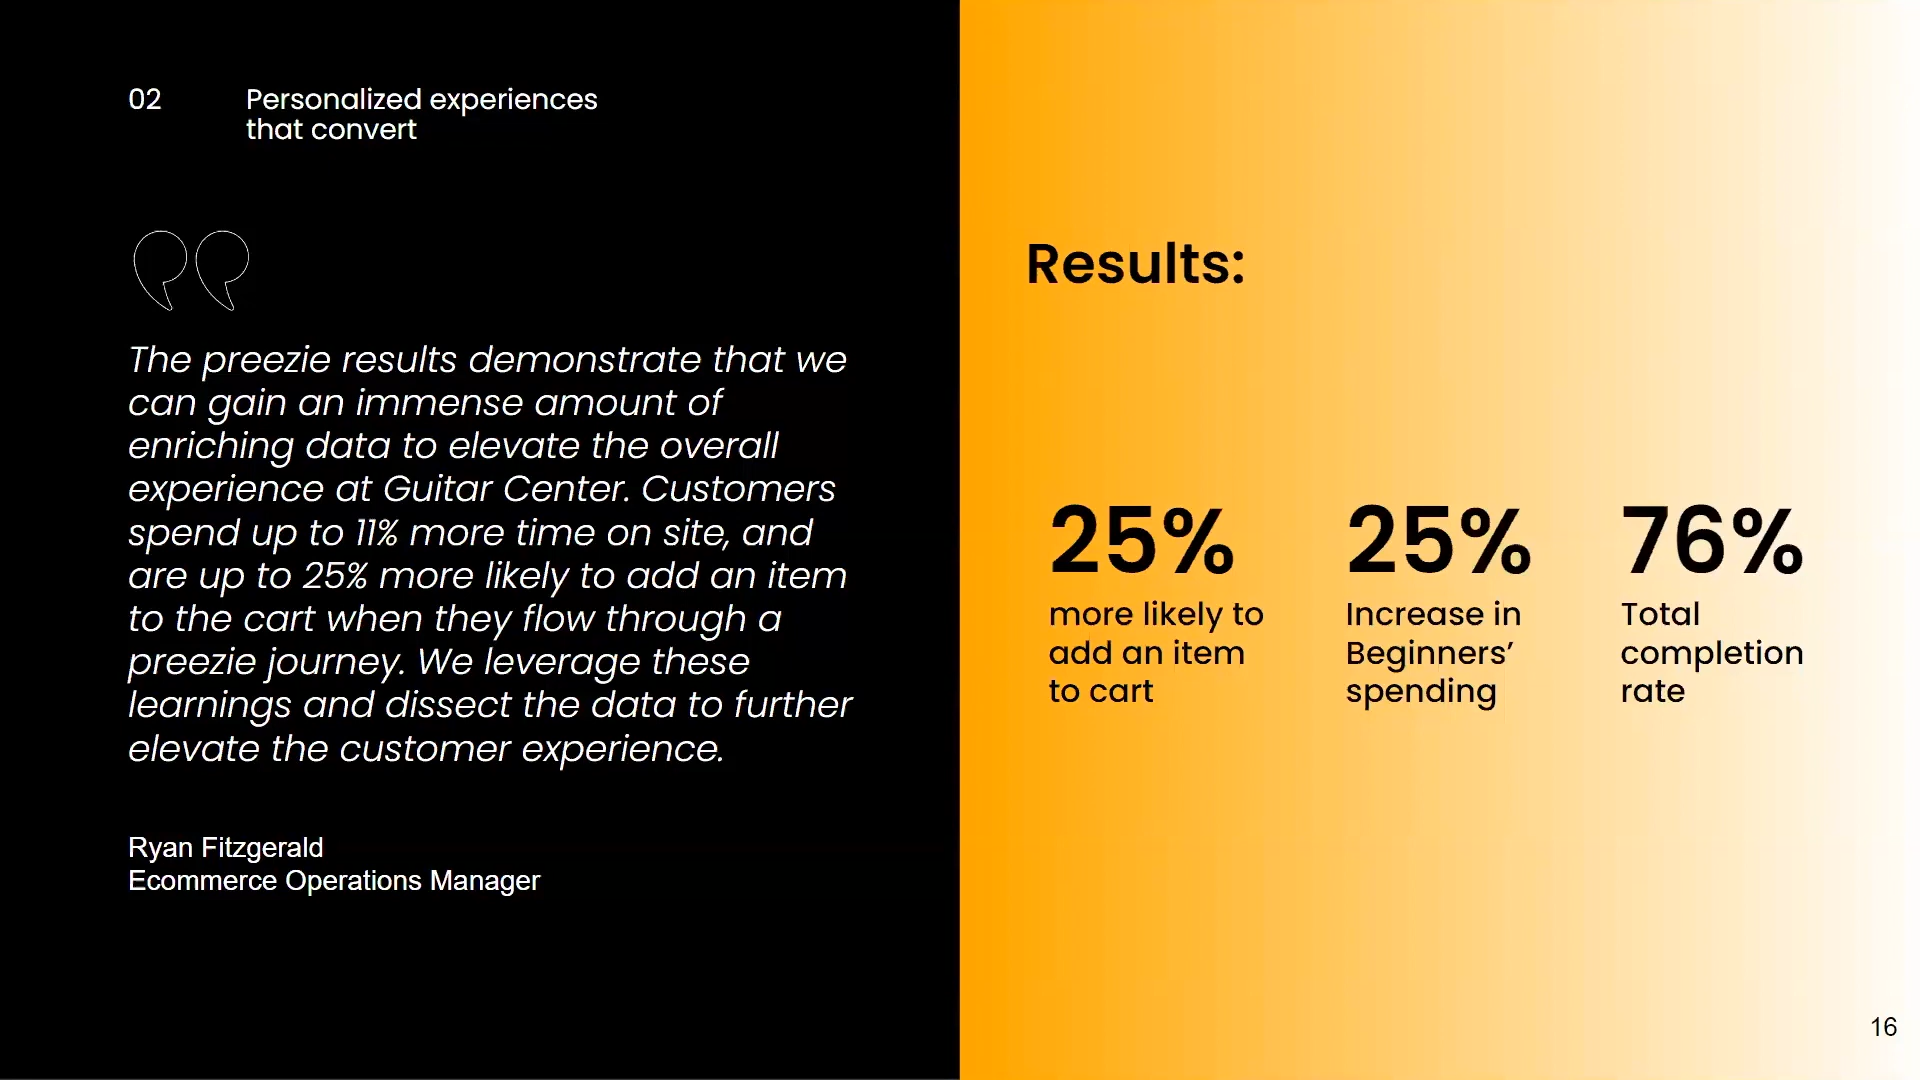 02
Personalized experiences
that convert
The preezie results demonstrate that we
can gain an immense amount of
enriching data to elevate the overall
experience at Guitar Center. Customers
spend up to 11% more time on site, and
are up to 25% more likely to add an item
to the cart when they flow through a
preezie journey. We leverage these
learnings and dissect the data to further
elevate the customer experience.
Ryan Fitzgerald
Ecommerce Operations Manager
Results:
25%
more likely to
add an item
to cart
25%
Increase in
Beginners’
spending
76%
Total
completion
rate
16